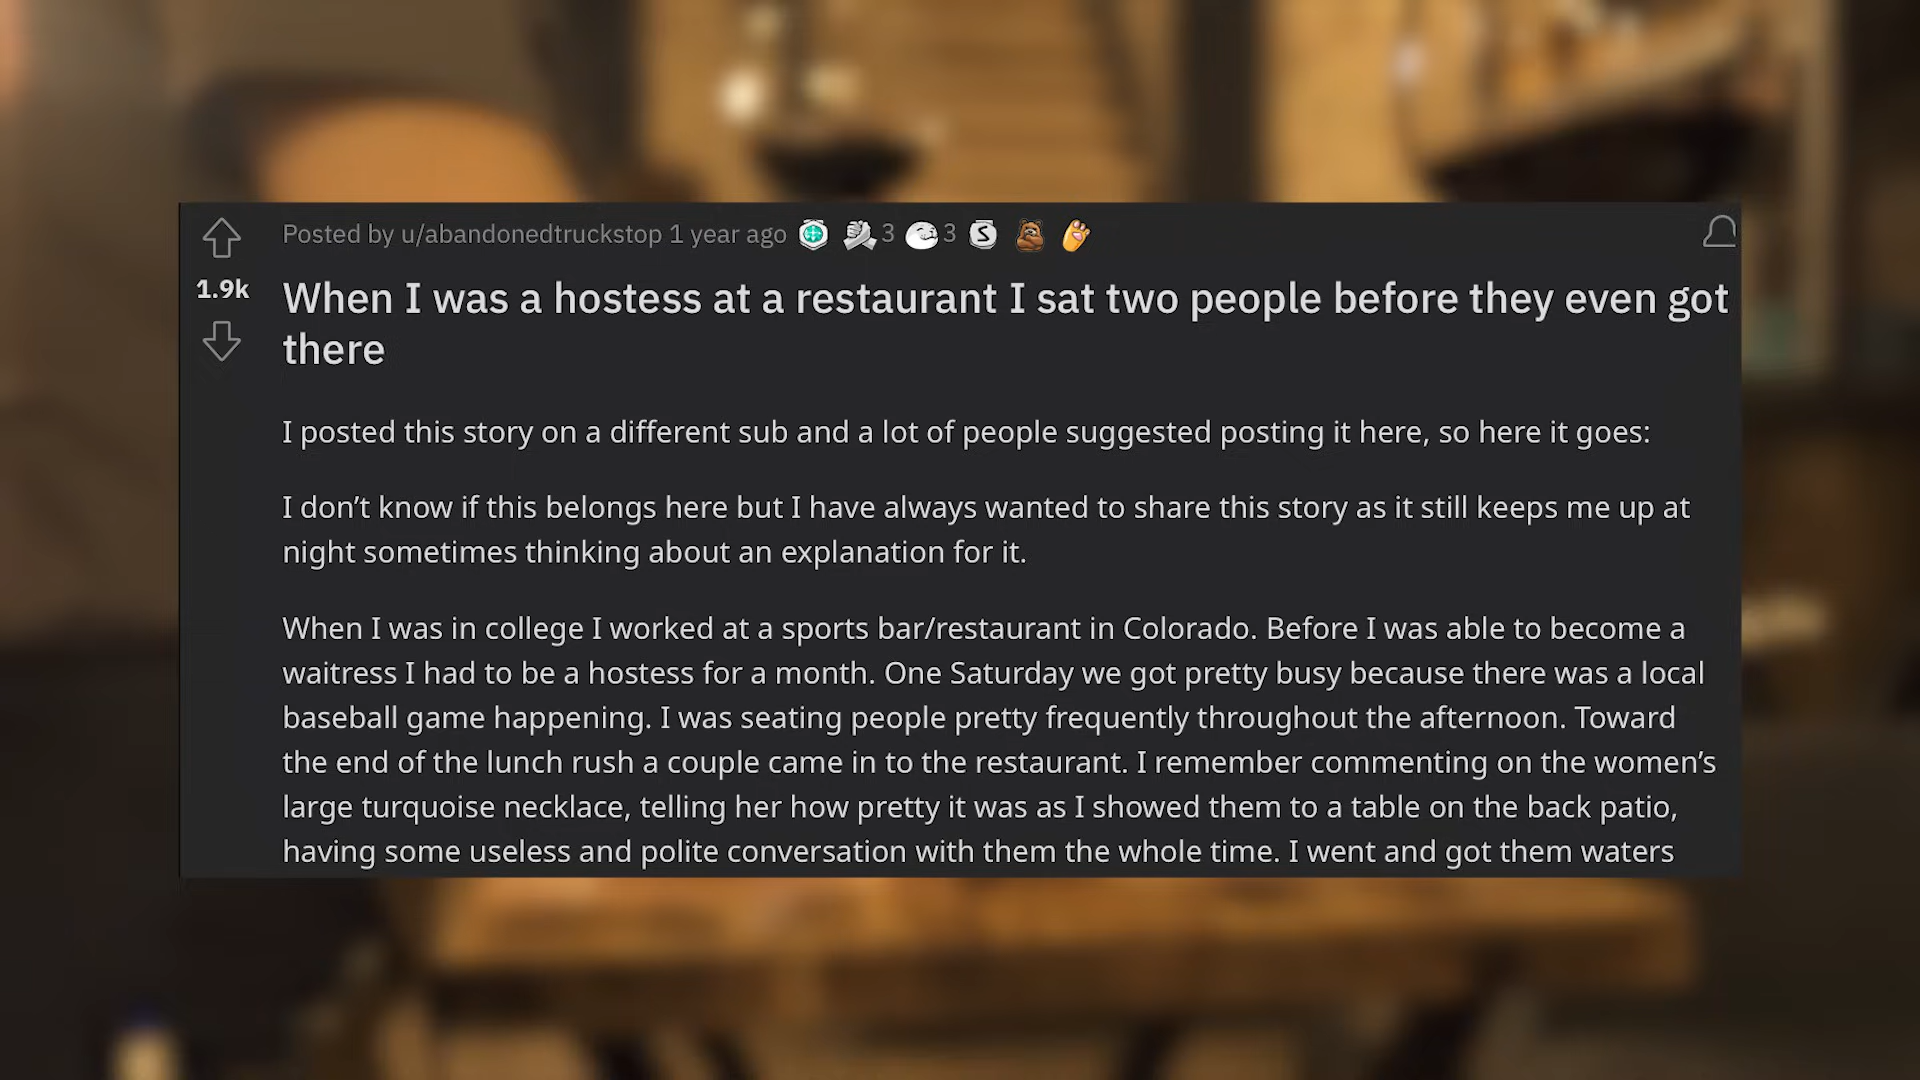 Posted by u/abandonedtruckstop 1 year ago 3 3 S
1.9k
When I was a hostess at a restaurant I sat two people before they even got
there
I posted this story on a different sub and a lot of people suggested posting it here, so here it goes:
I don’t know if this belongs here but I have always wanted to share this story as it still keeps me up at
night sometimes thinking about an explanation for it.
When I was in college I worked at a sports bar/restaurant in Colorado. Before I was able to become a
waitress I had to be a hostess for a month. One Saturday we got pretty busy because there was a local
baseball game happening. I was seating people pretty frequently throughout the afternoon. Toward
the end of the lunch rush a couple came in to the restaurant. I remember commenting on the women’s
large turquoise necklace, telling her how pretty it was as I showed them to a table on the back patio,
having some useless and polite conversation with them the whole time. I went and got them waters